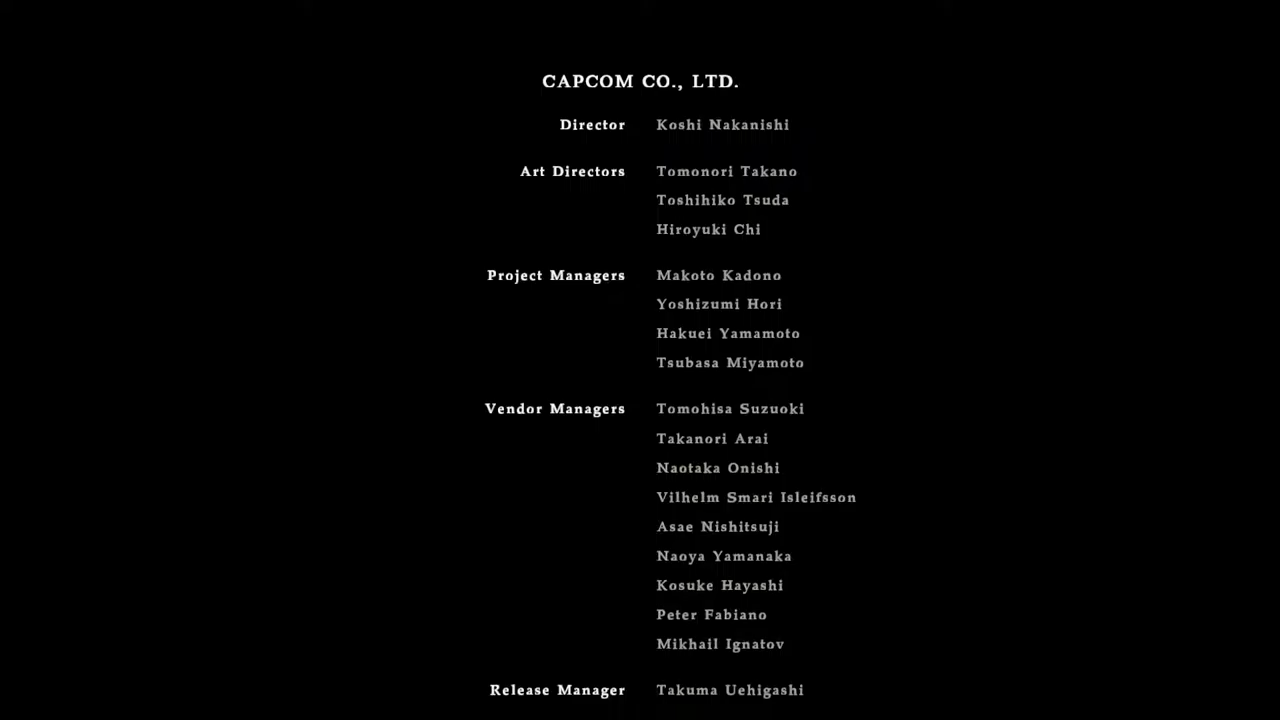 CAPCOM CO., LTD.
Director Koshi Nakanishi
Art Directors Tomonori Takano
Toshihiko Tsuda
Hiroyuki Chi
Project Managers Makoto Kadono
Yoshizumi Hori
Hakuei Yamamoto
Tsubasa Miyamoto
Vendor Managers Tomohisa Suzuoki
Takanori Arai
Naotaka Onishi
Vilhelm Smari Isleifsson
Asae Nishitsuji
Naoya Yamanaka
Kosuke Hayashi
Peter Fabiano
Mikhail Ignatov
Release Manager Takuma Uehigashi